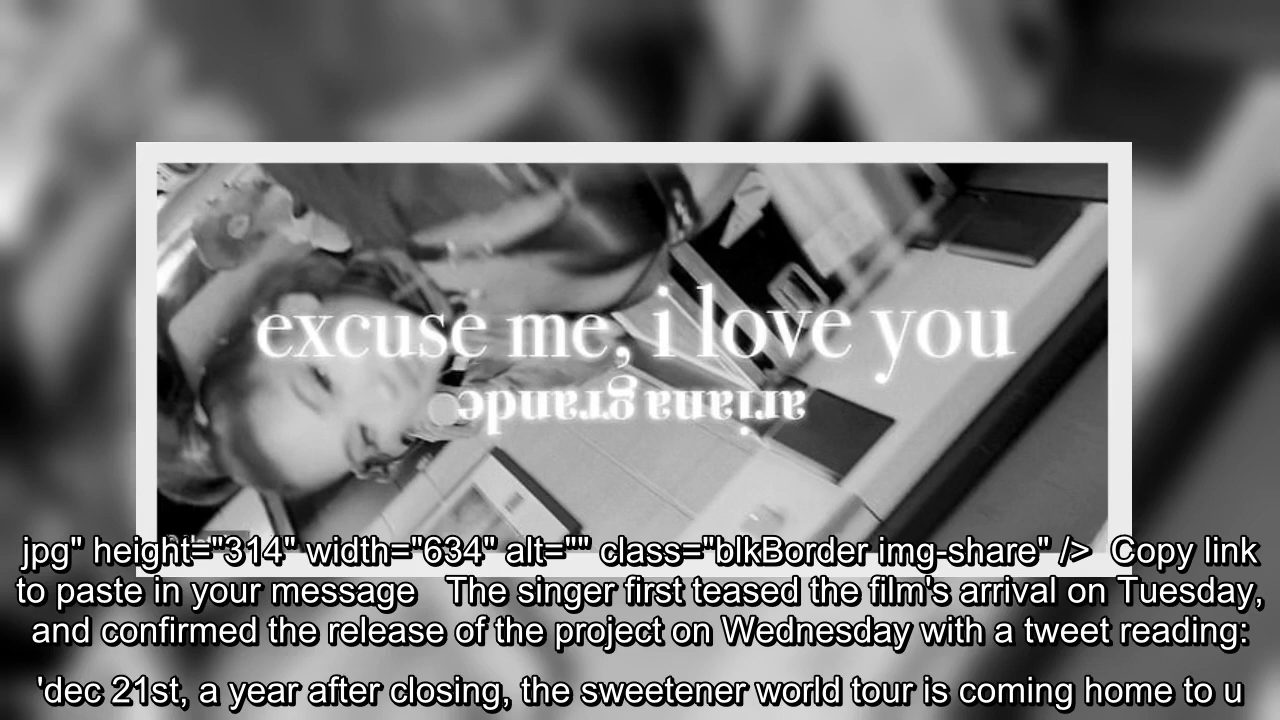 excuse me, i love you
ariana grande
jpg" height="314" width="634" alt="" class="blkBorder img-share" /> Copy link
to paste in your message The singer first teased the film's arrival on Tuesday,
and confirmed the release of the project on Wednesday with a tweet reading:
'dec 21st, a year after closing, the sweetener world tour is coming home to u